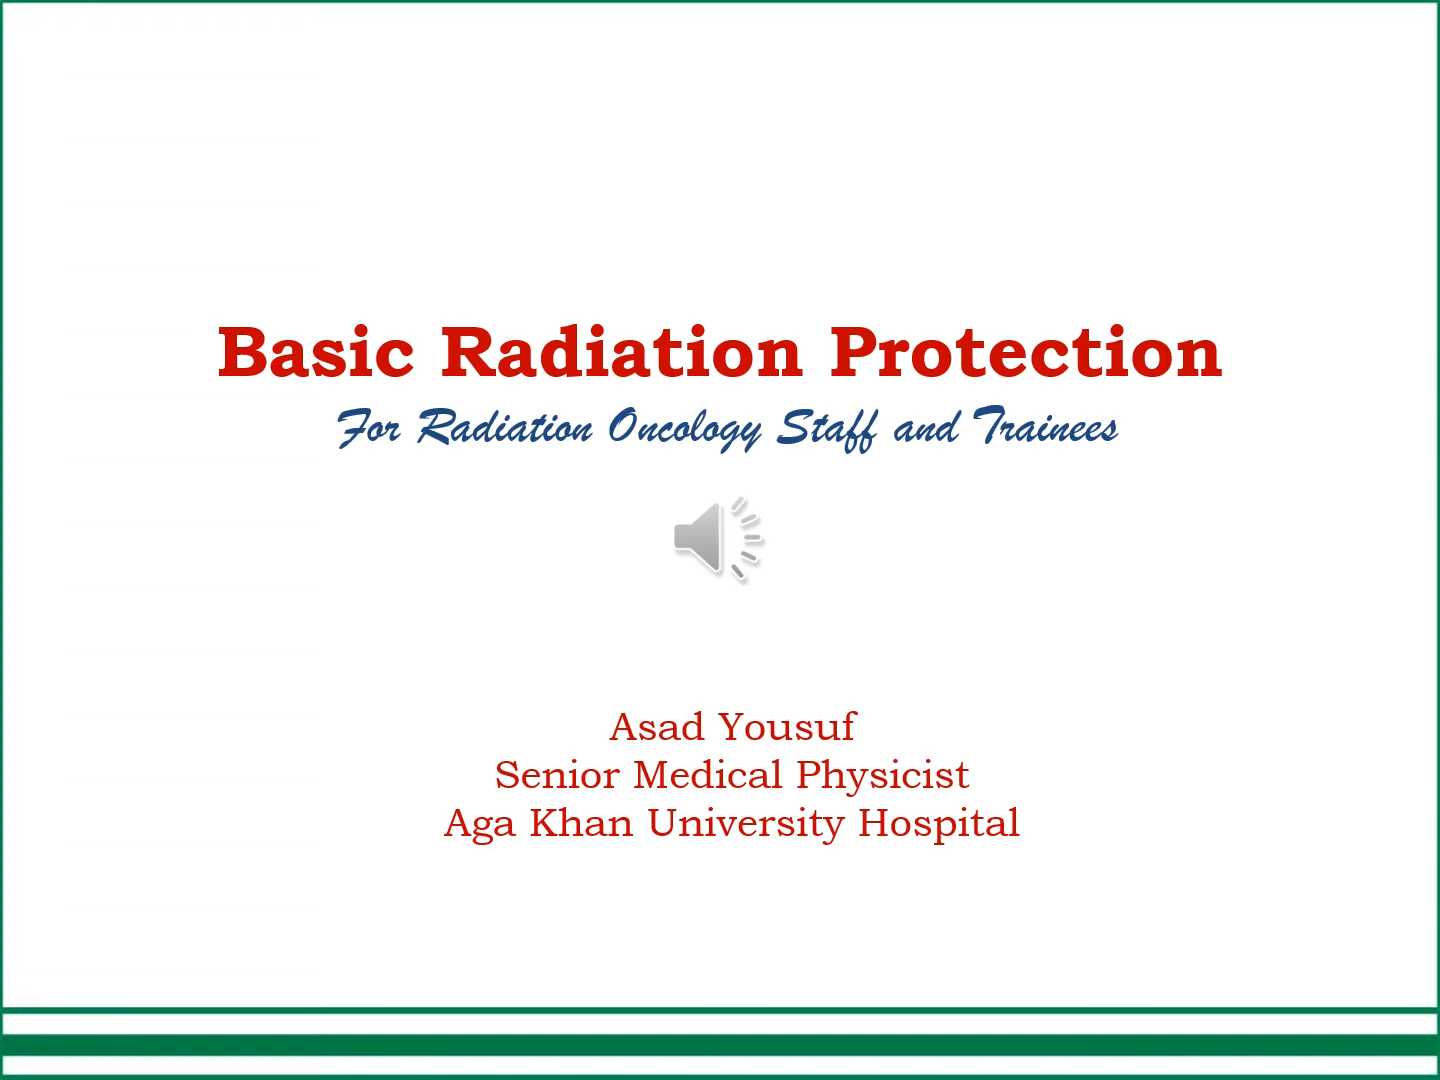 Basic Radiation Protection
For Radiation Oncology Staff and Trainees
Asad Yousuf
Senior Medical Physicist
Aga Khan University Hospital